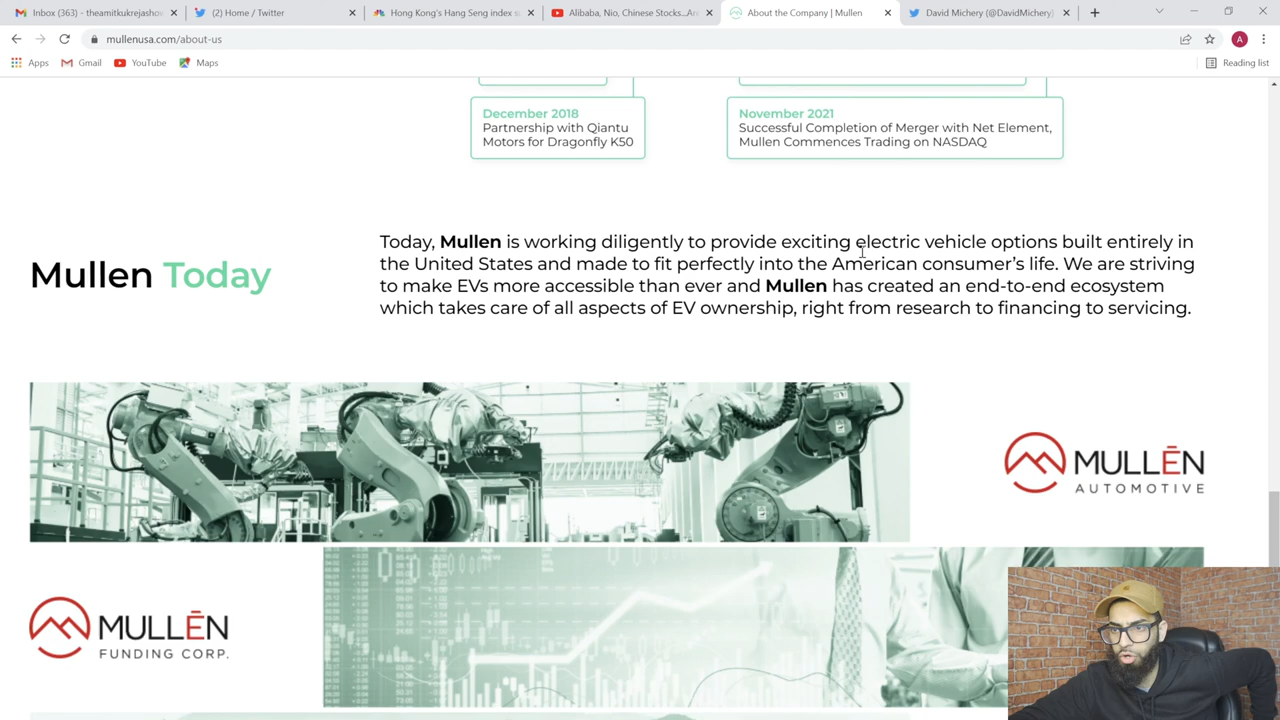 Inbox (363) - theamitkukrejashow
(2) Home / Twitter
Hong Kong's Hang Seng index s
Alibaba, Nio, Chinese Stocks...Are
About the Company | Mullen
David Michery (@DavidMichery)
mullenusa.com/about-us
A
Apps
Gmail
YouTube
Maps
Reading list
December 2018
Partnership with Qiantu
Motors for Dragonfly K50
November 2021
Successful Completion of Merger with Net Element,
Mullen Commences Trading on NASDAQ
Mullen Today
Today, Mullen is working diligently to provide exciting electric vehicle options built entirely in
the United States and made to fit perfectly into the American consumer's life. We are striving
to make EVs more accessible than ever and Mullen has created an end-to-end ecosystem
which takes care of all aspects of EV ownership, right from research to financing to servicing.
MULLĒN
AUTOMOTIVE
MULLĒN
FUNDING CORP.